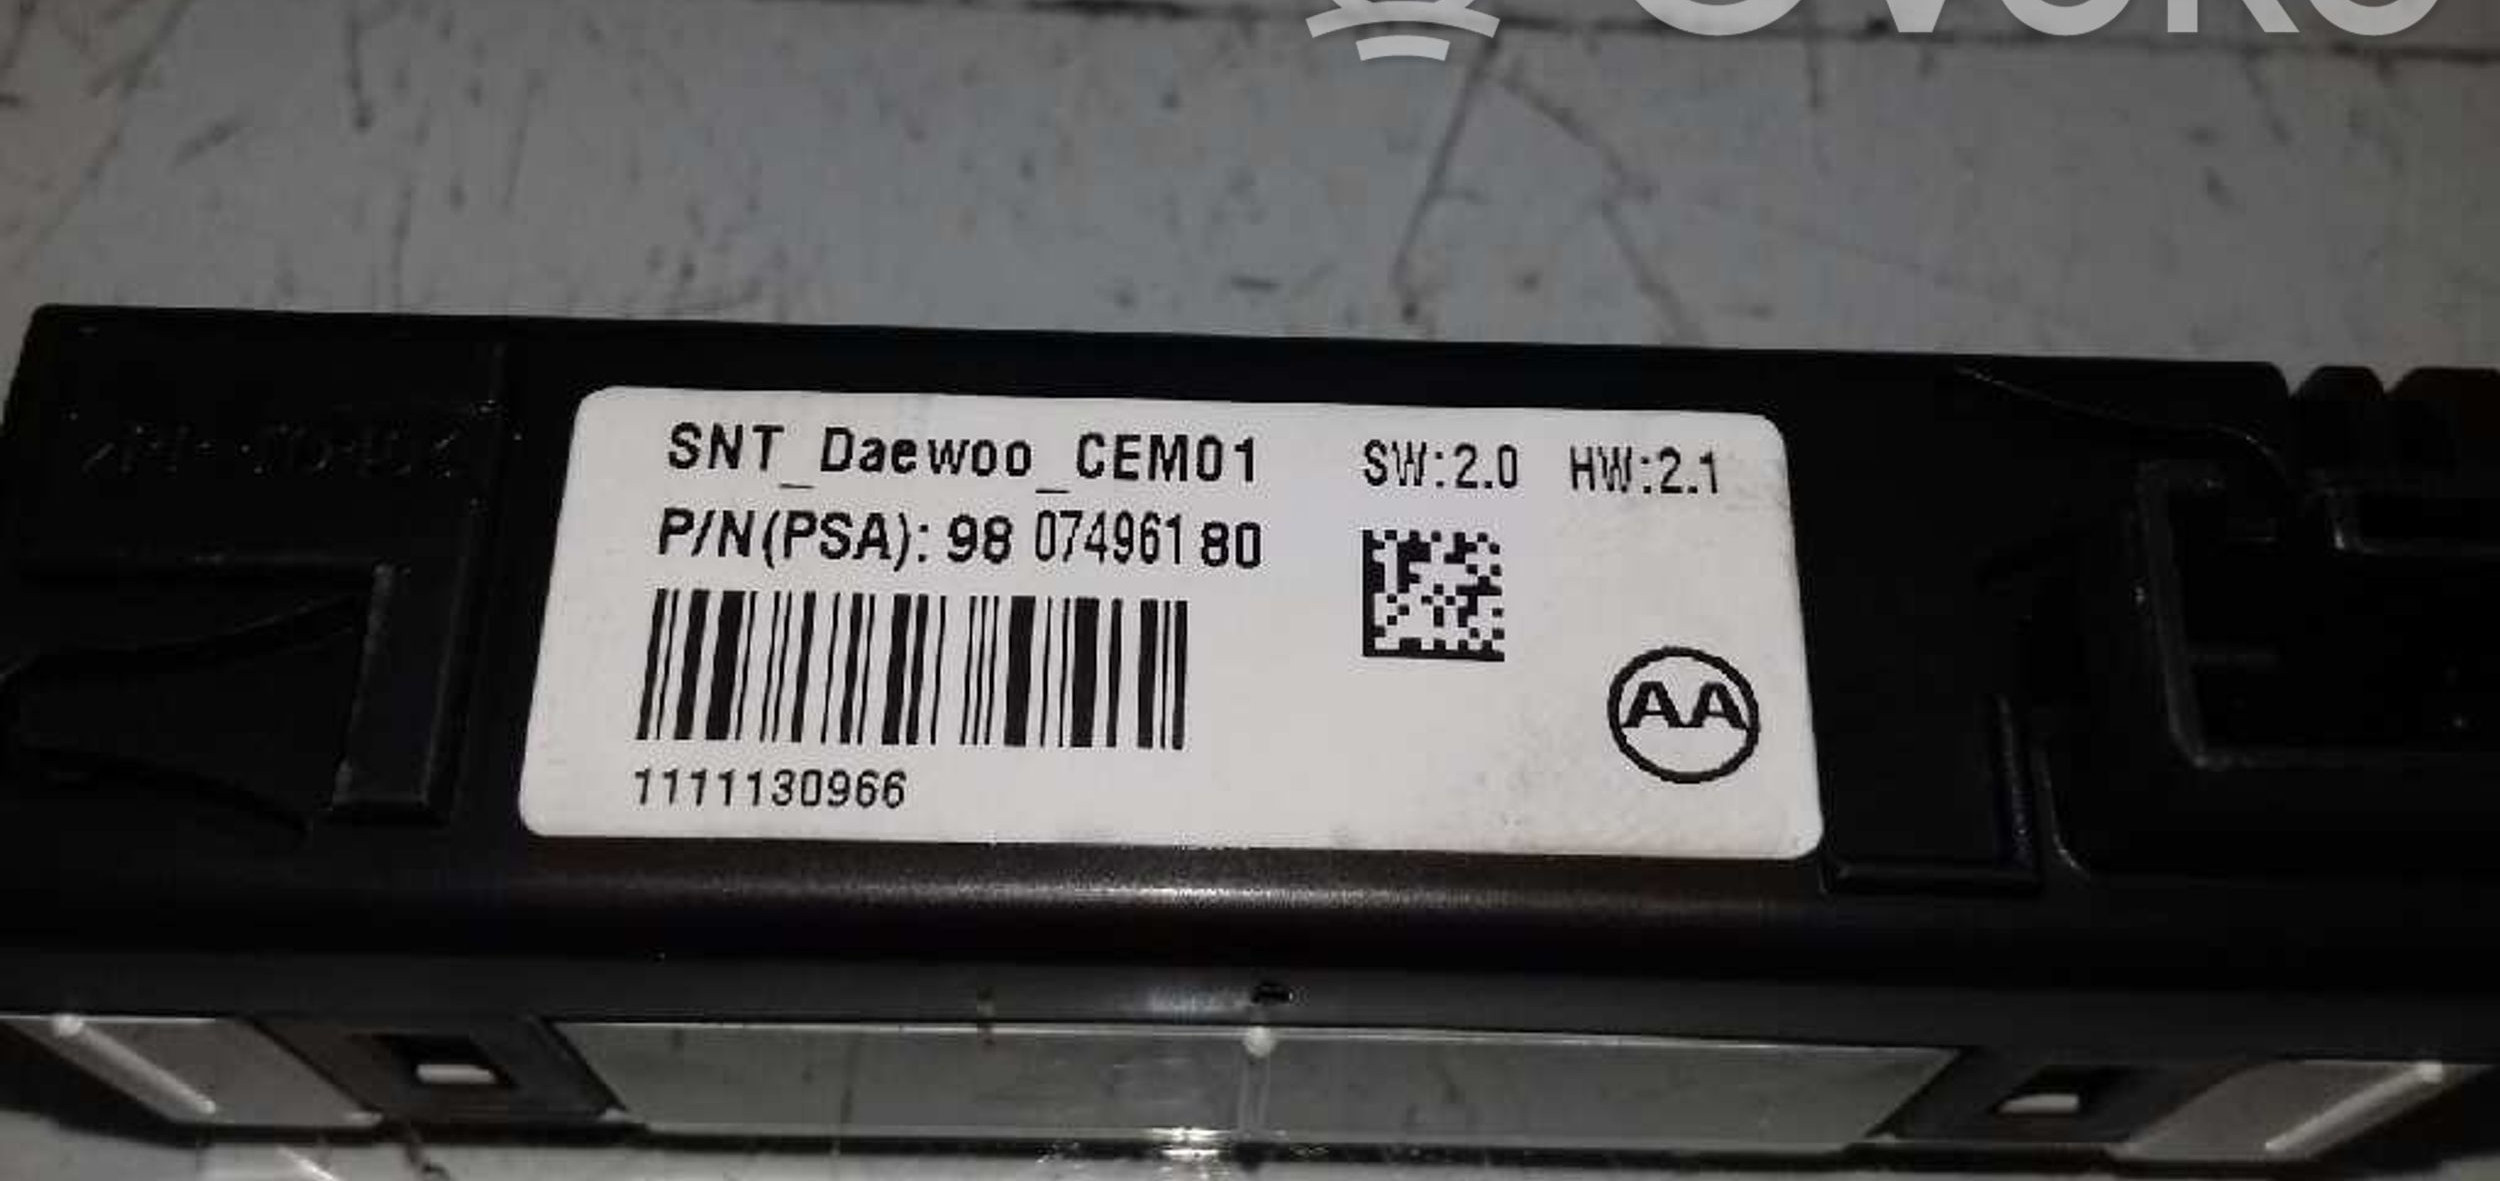 SNT_Daewoo_CEM01 SW:2.0 HW:2.1
P/N(PSA): 98 07496180
AA
1111130966